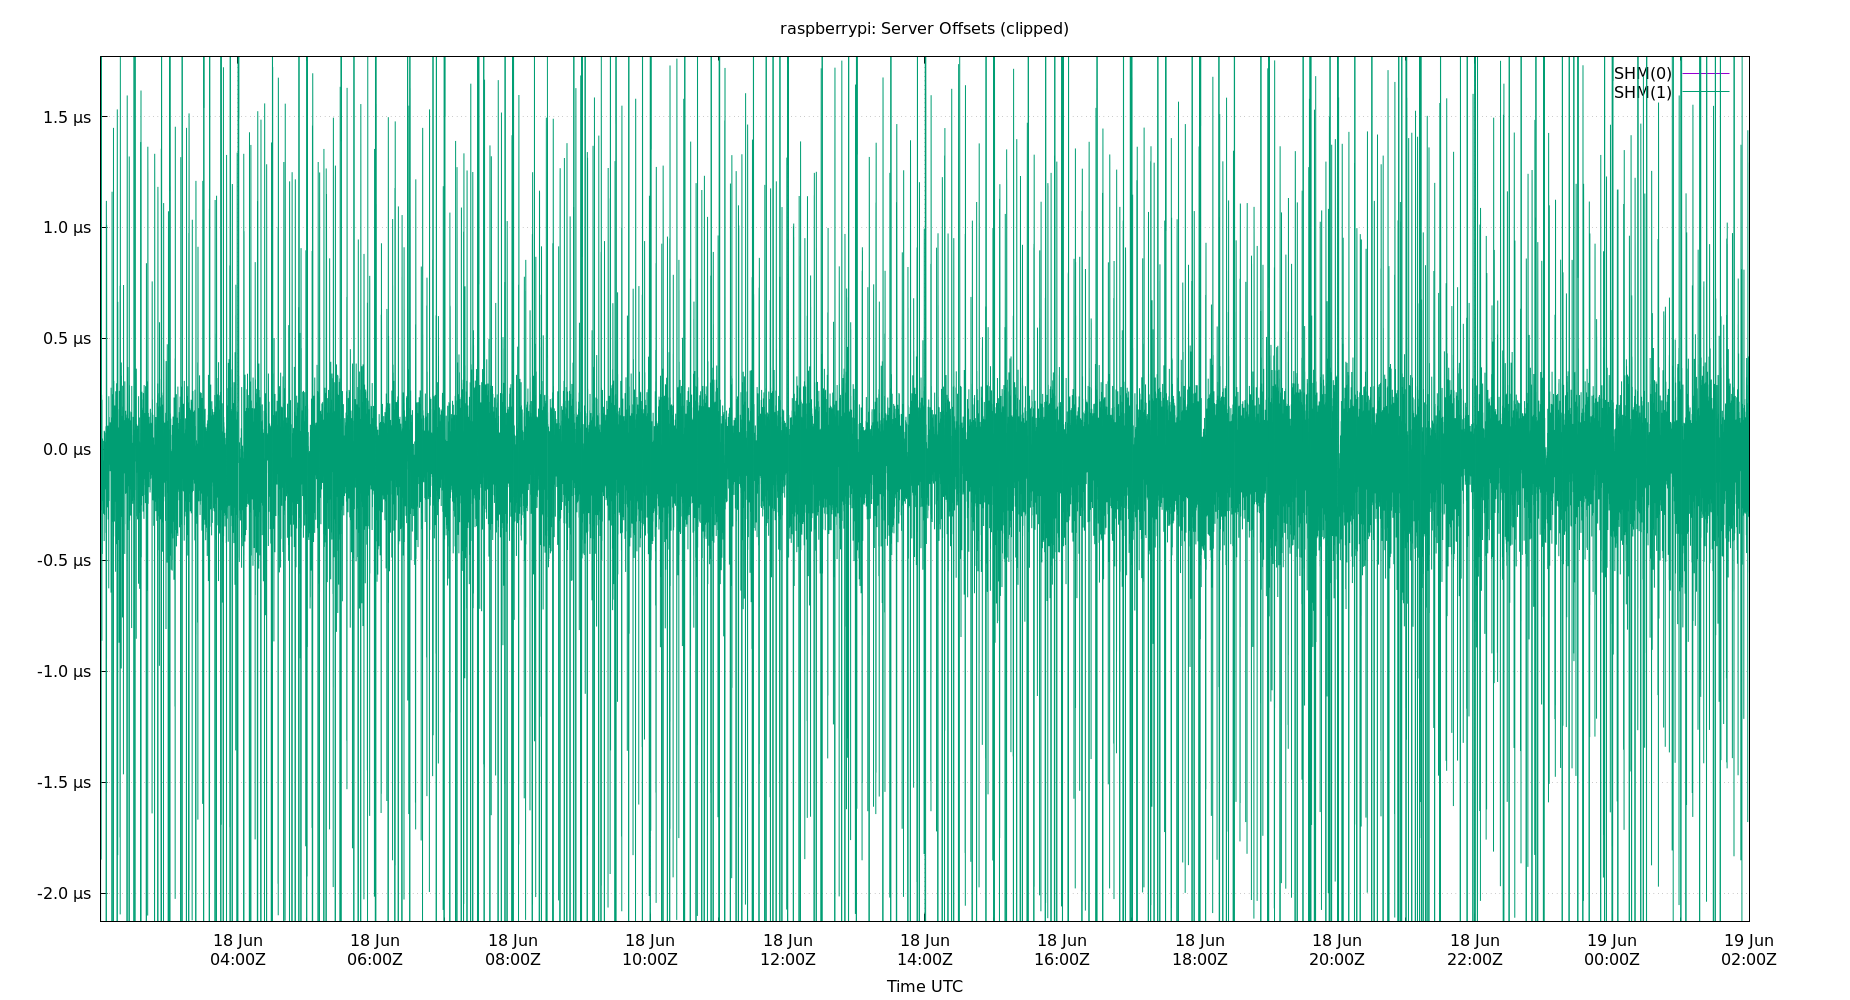 raspberrypi: Server Offsets (clipped)
SHM(0)
SHM(1)
1.5 µs
1.0 µs
0.5 µs
0.0 µs
-0.5 µs
-1.0 µs
-1.5 µs
-2.0 µs
18 Jun 18 Jun 18 Jun 18 Jun 18 Jun 18 Jun 18 Jun 18 Jun 18 Jun 18 Jun 19 Jun 19 Jun
04:00Z 06:00Z 08:00Z 10:00Z 12:00Z 14:00Z 16:00Z 18:00Z 20:00Z 22:00Z 00:00Z 02:00Z
Time UTC